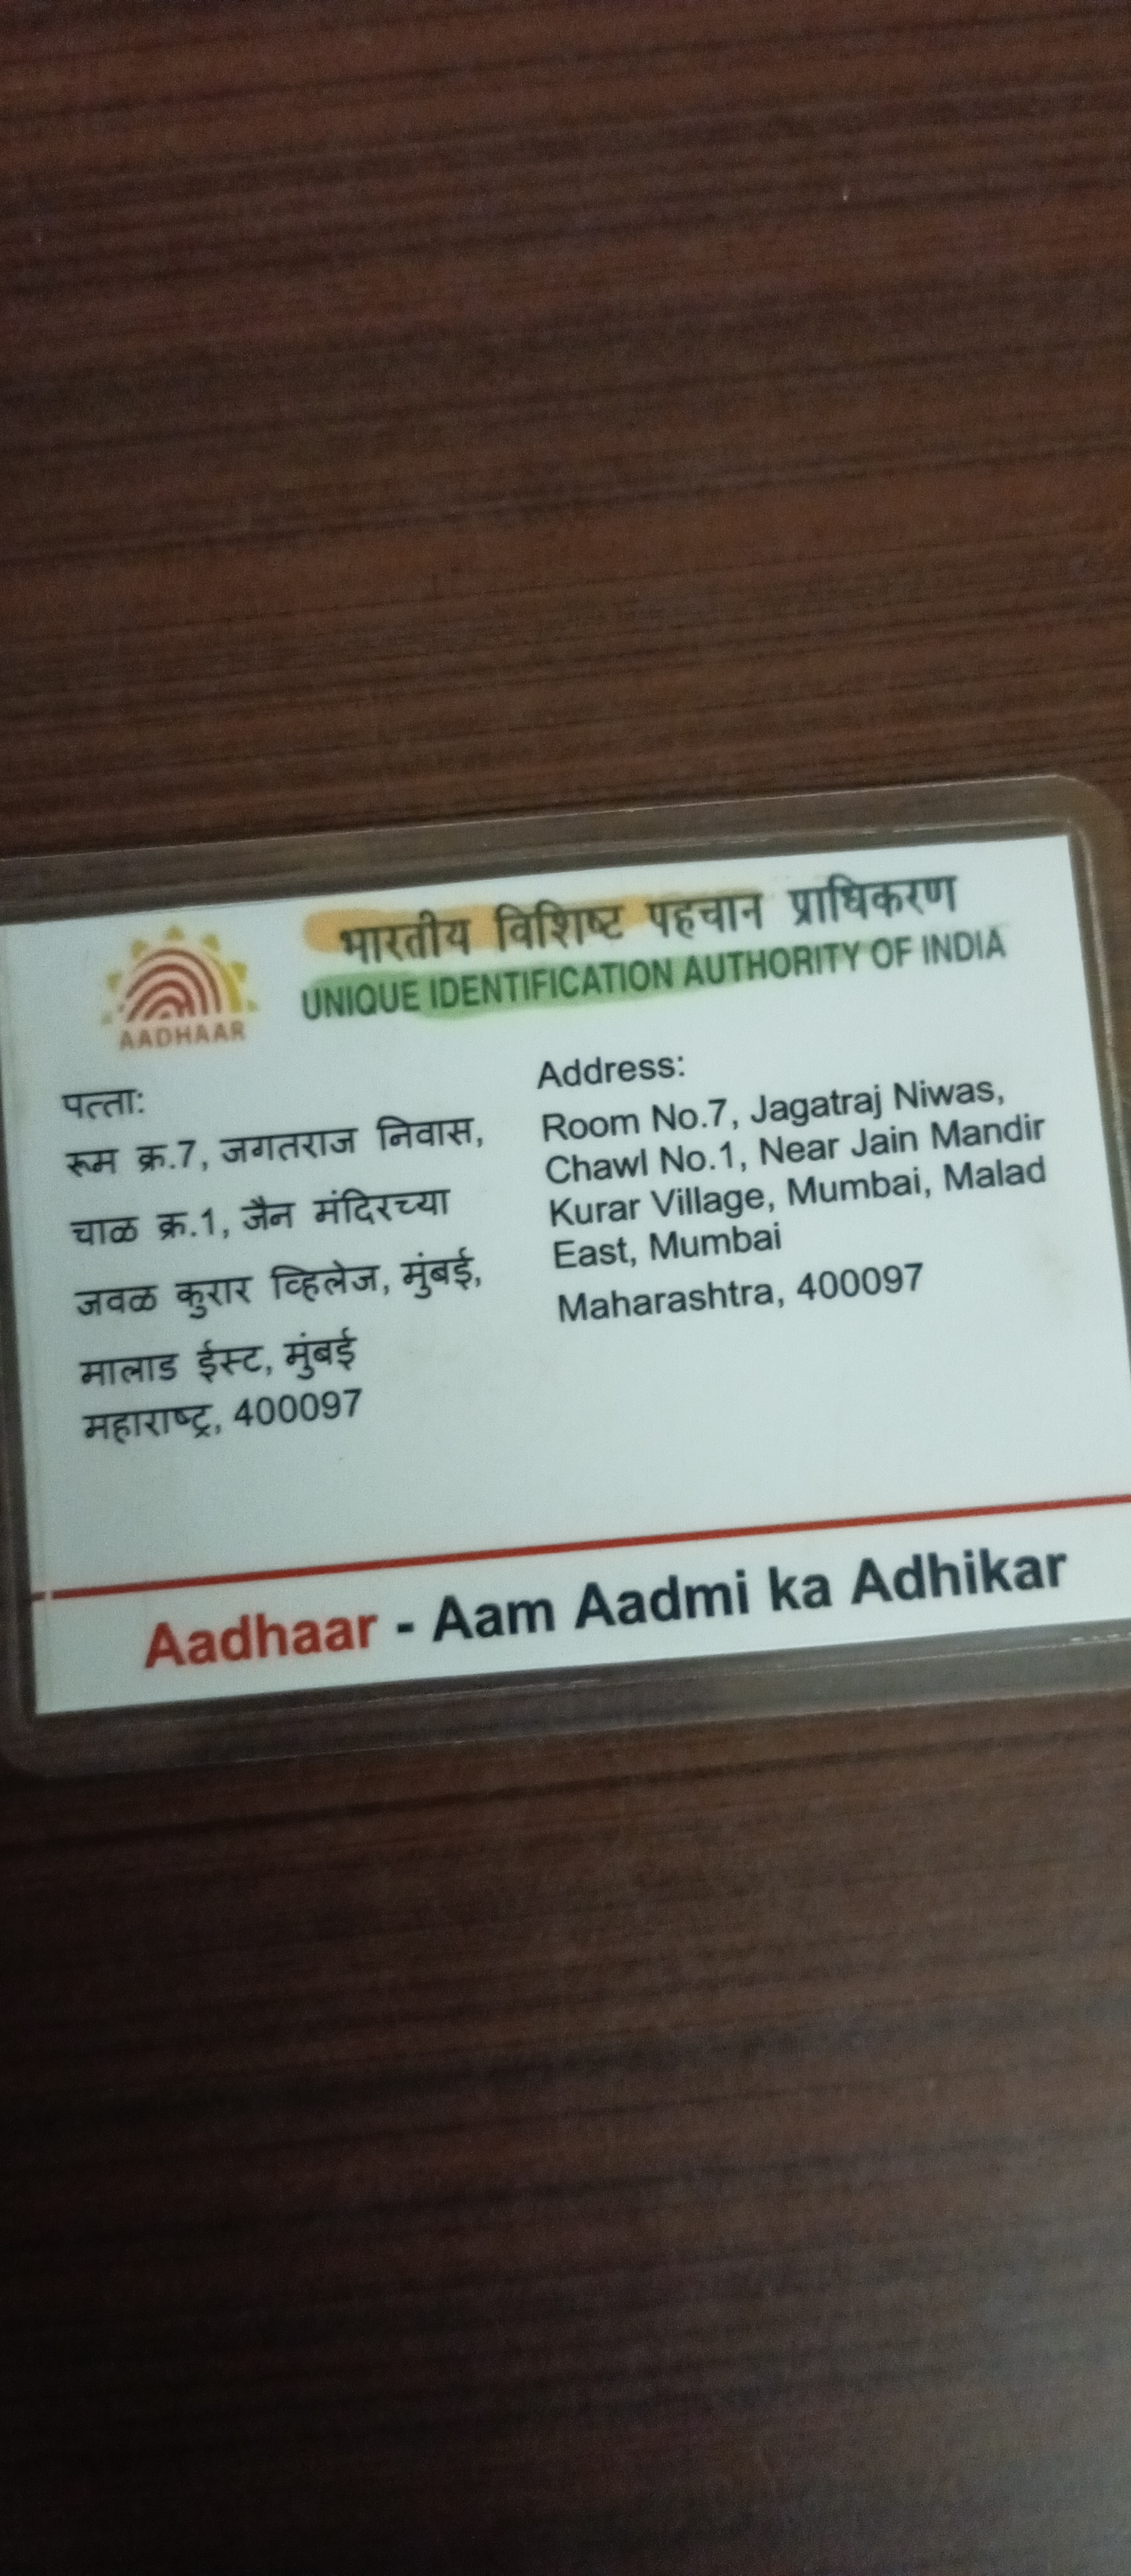 भारतीय विशिष्ट पहचान प्राधिकरण
UNIQUE IDENTIFICATION AUTHORITY OF INDIA
AADHAAR
पत्ता:
रूम क्र.7, जगतराज निवास,
चाळ क्र.1, जैन मंदिरच्या
जवळ कुरार व्हिलेज, मुंबई,
मालाड ईस्ट, मुंबई
महाराष्ट्र, 400097
Address:
Room No.7, Jagatraj Niwas,
Chawl No.1, Near Jain Mandir
Kurar Village, Mumbai, Malad
East, Mumbai
Maharashtra, 400097
Aadhaar - Aam Aadmi ka Adhikar